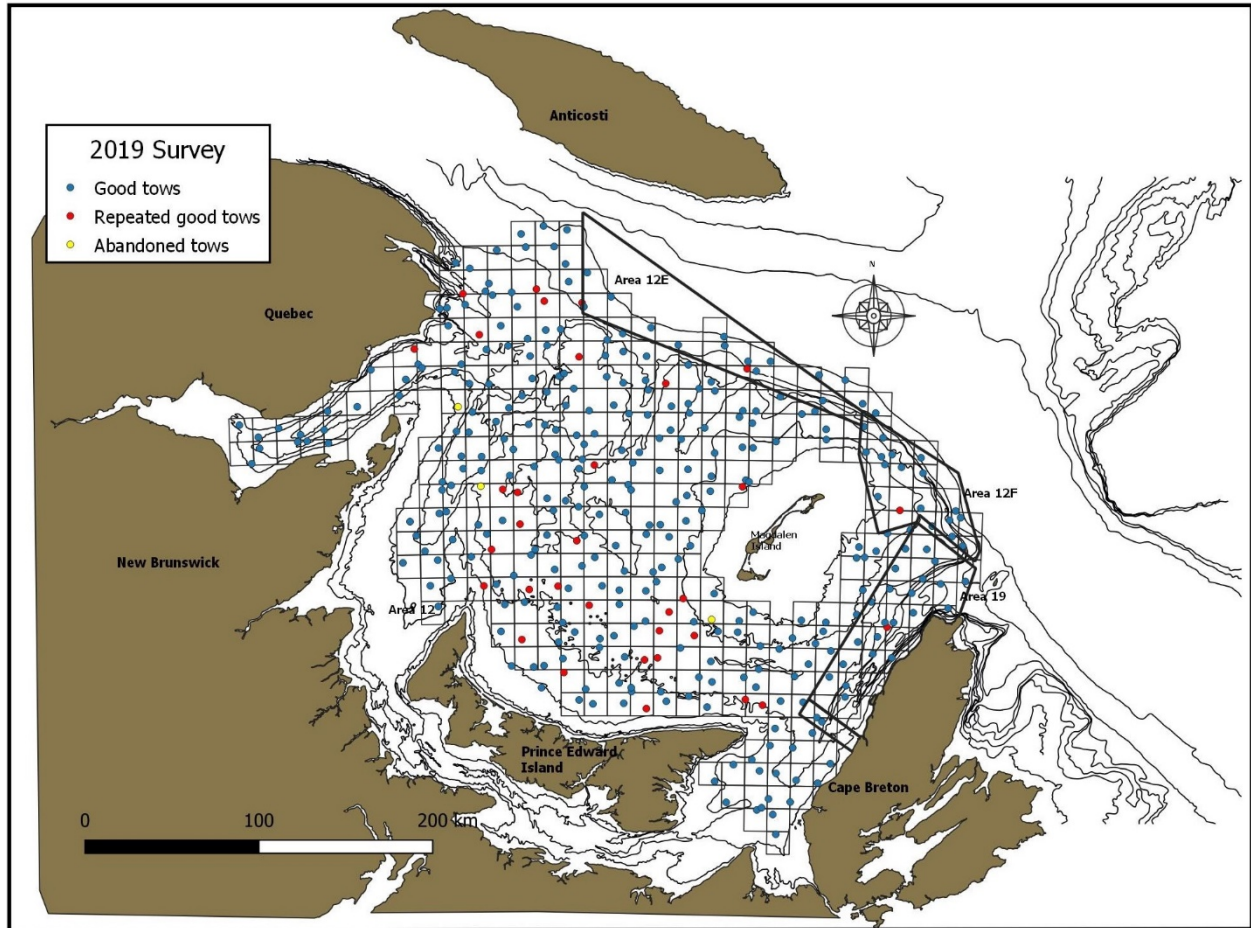 Anticosti
2019 Survey
Good tows
Repeated good tows
Abandoned tows
N
Area 12E
Quebec
Area 12F
Magdalen
Island
New Brunswick
Area 12
Area 19
Prince Edward
Island
Cape Breton
0 100 200 km